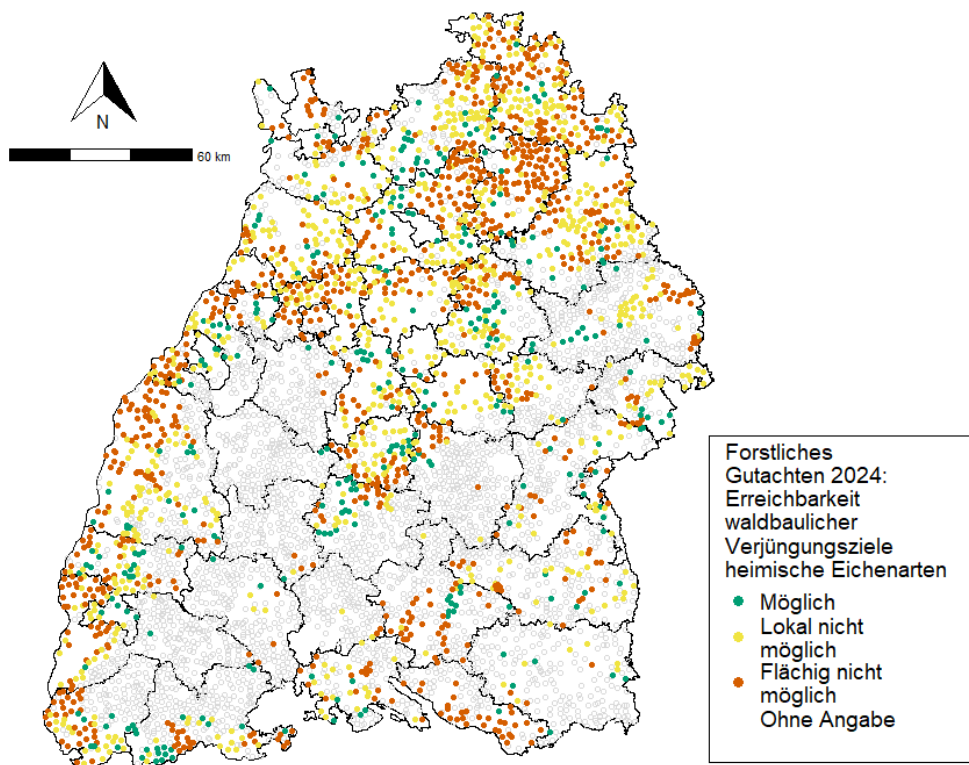 N
60 km
Forstliches
Gutachten 2024:
Erreichbarkeit
waldbaulicher
Verjüngungsziele
heimische Eichenarten
Möglich
Lokal nicht
möglich
Flächig nicht
möglich
Ohne Angabe